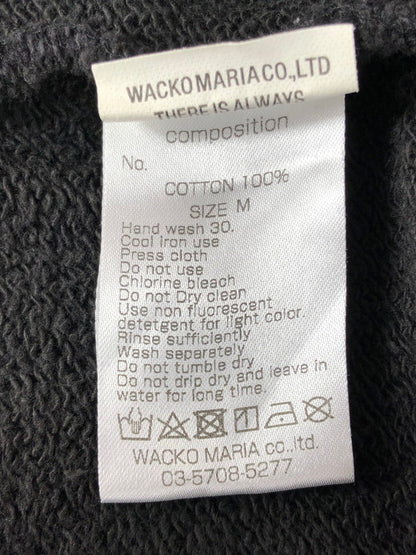 WACKO MARIA CO.,LTD
THERE IS ALWAYS
composition
No.
COTTON 100%
SIZE M
Hand wash 30.
Cool iron use
Press cloth
Do not use
Chlorine bleach
Do not Dry clean
Use non fluorescent
detetgent for light color.
Rinse sufficiently
Wash separately
Do not tumble dry
Do not drip dry and leave in
water for long time.
WACKO MARIA co.,ltd.
03-5708-5277